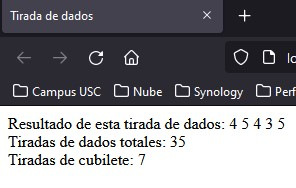 Tirada de dados
Campus USC
Nube
Synology
Resultado de esta tirada de dados: 4 5 4 3 5
Tiradas de dados totales: 35
Tiradas de cubilete: 7